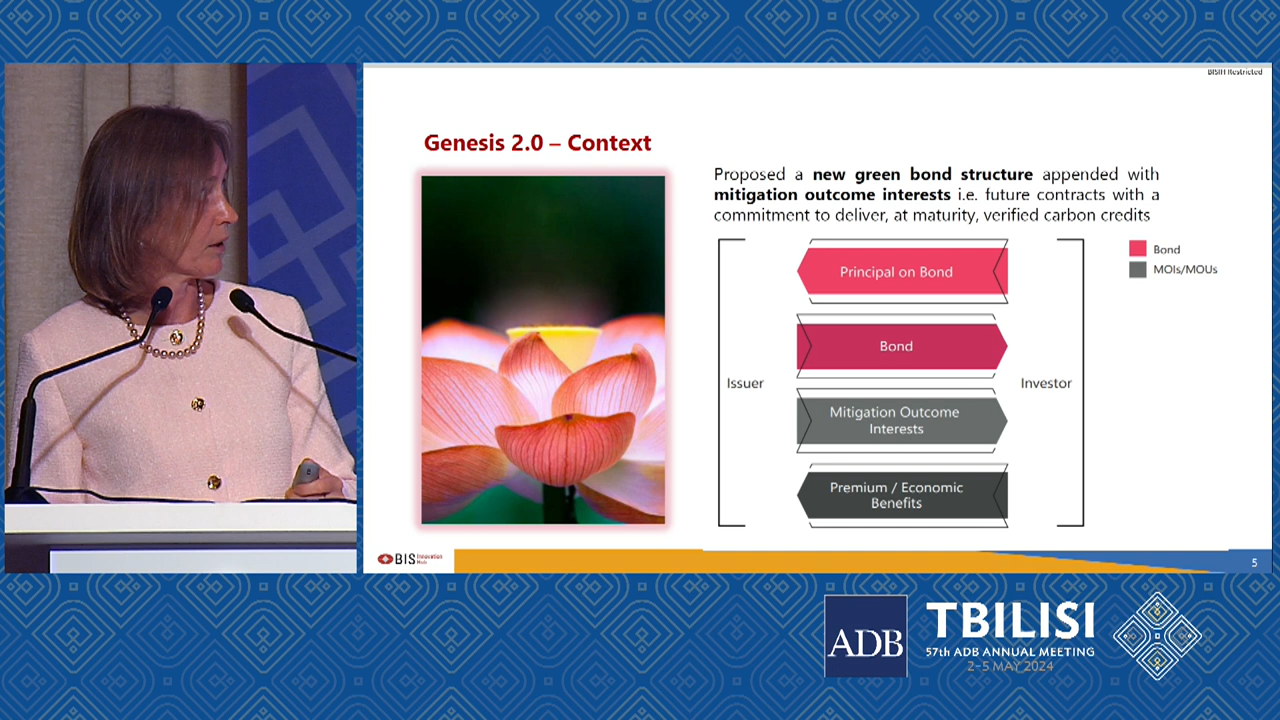 BISIH Restricted
Genesis 2.0 – Context
Proposed a new green bond structure appended with
mitigation outcome interests i.e. future contracts with a
commitment to deliver, at maturity, verified carbon credits
Bond
MOIs/MOUs
Principal on Bond
Bond
Issuer
Investor
Mitigation Outcome
Interests
Premium / Economic
Benefits
BIS Innovation
Hub
5
ADB
TBILISI
57th ADB ANNUAL MEETING
2-5 MAY 2024